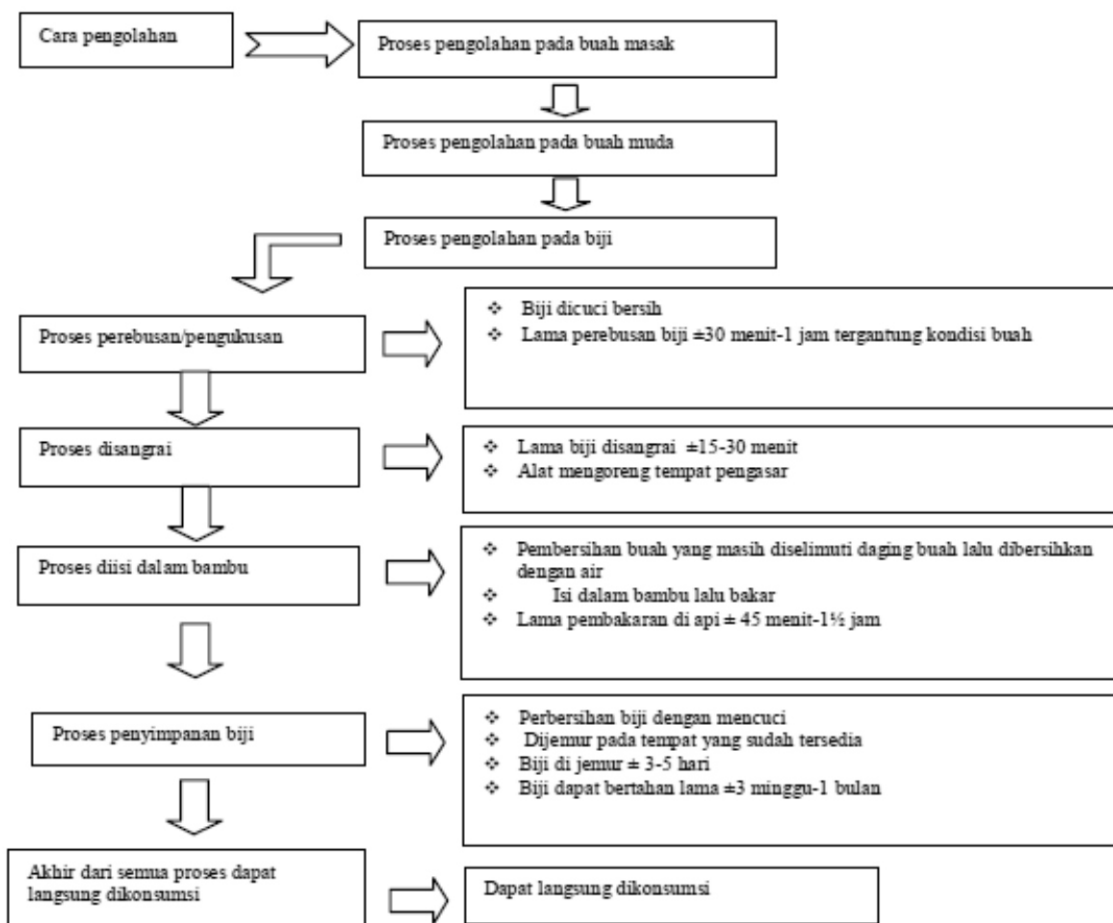 Cara pengolahan
Proses pengolahan pada buah masak
Proses pengolahan pada buah muda
Proses pengolahan pada biji
Proses perebusan/pengukusan
❖ Biji dicuci bersih
❖ Lama perebusan biji ±30 menit-1 jam tergantung kondisi buah
Proses disangrai
❖ Lama biji disangrai ±15-30 menit
❖ Alat mengoreng tempat pengasar
Proses diisi dalam bambu
❖ Pembersihan buah yang masih diselimuti daging buah lalu dibersihkan
dengan air
❖ Isi dalam bambu lalu bakar
❖ Lama pembakaran di api ± 45 menit-1½ jam
Proses penyimpanan biji
❖ Perbersihan biji dengan mencuci
❖ Dijemur pada tempat yang sudah tersedia
❖ Biji di jemur ± 3-5 hari
❖ Biji dapat bertahan lama ±3 minggu-1 bulan
Akhir dari semua proses dapat
langsung dikonsumsi
Dapat langsung dikonsumsi